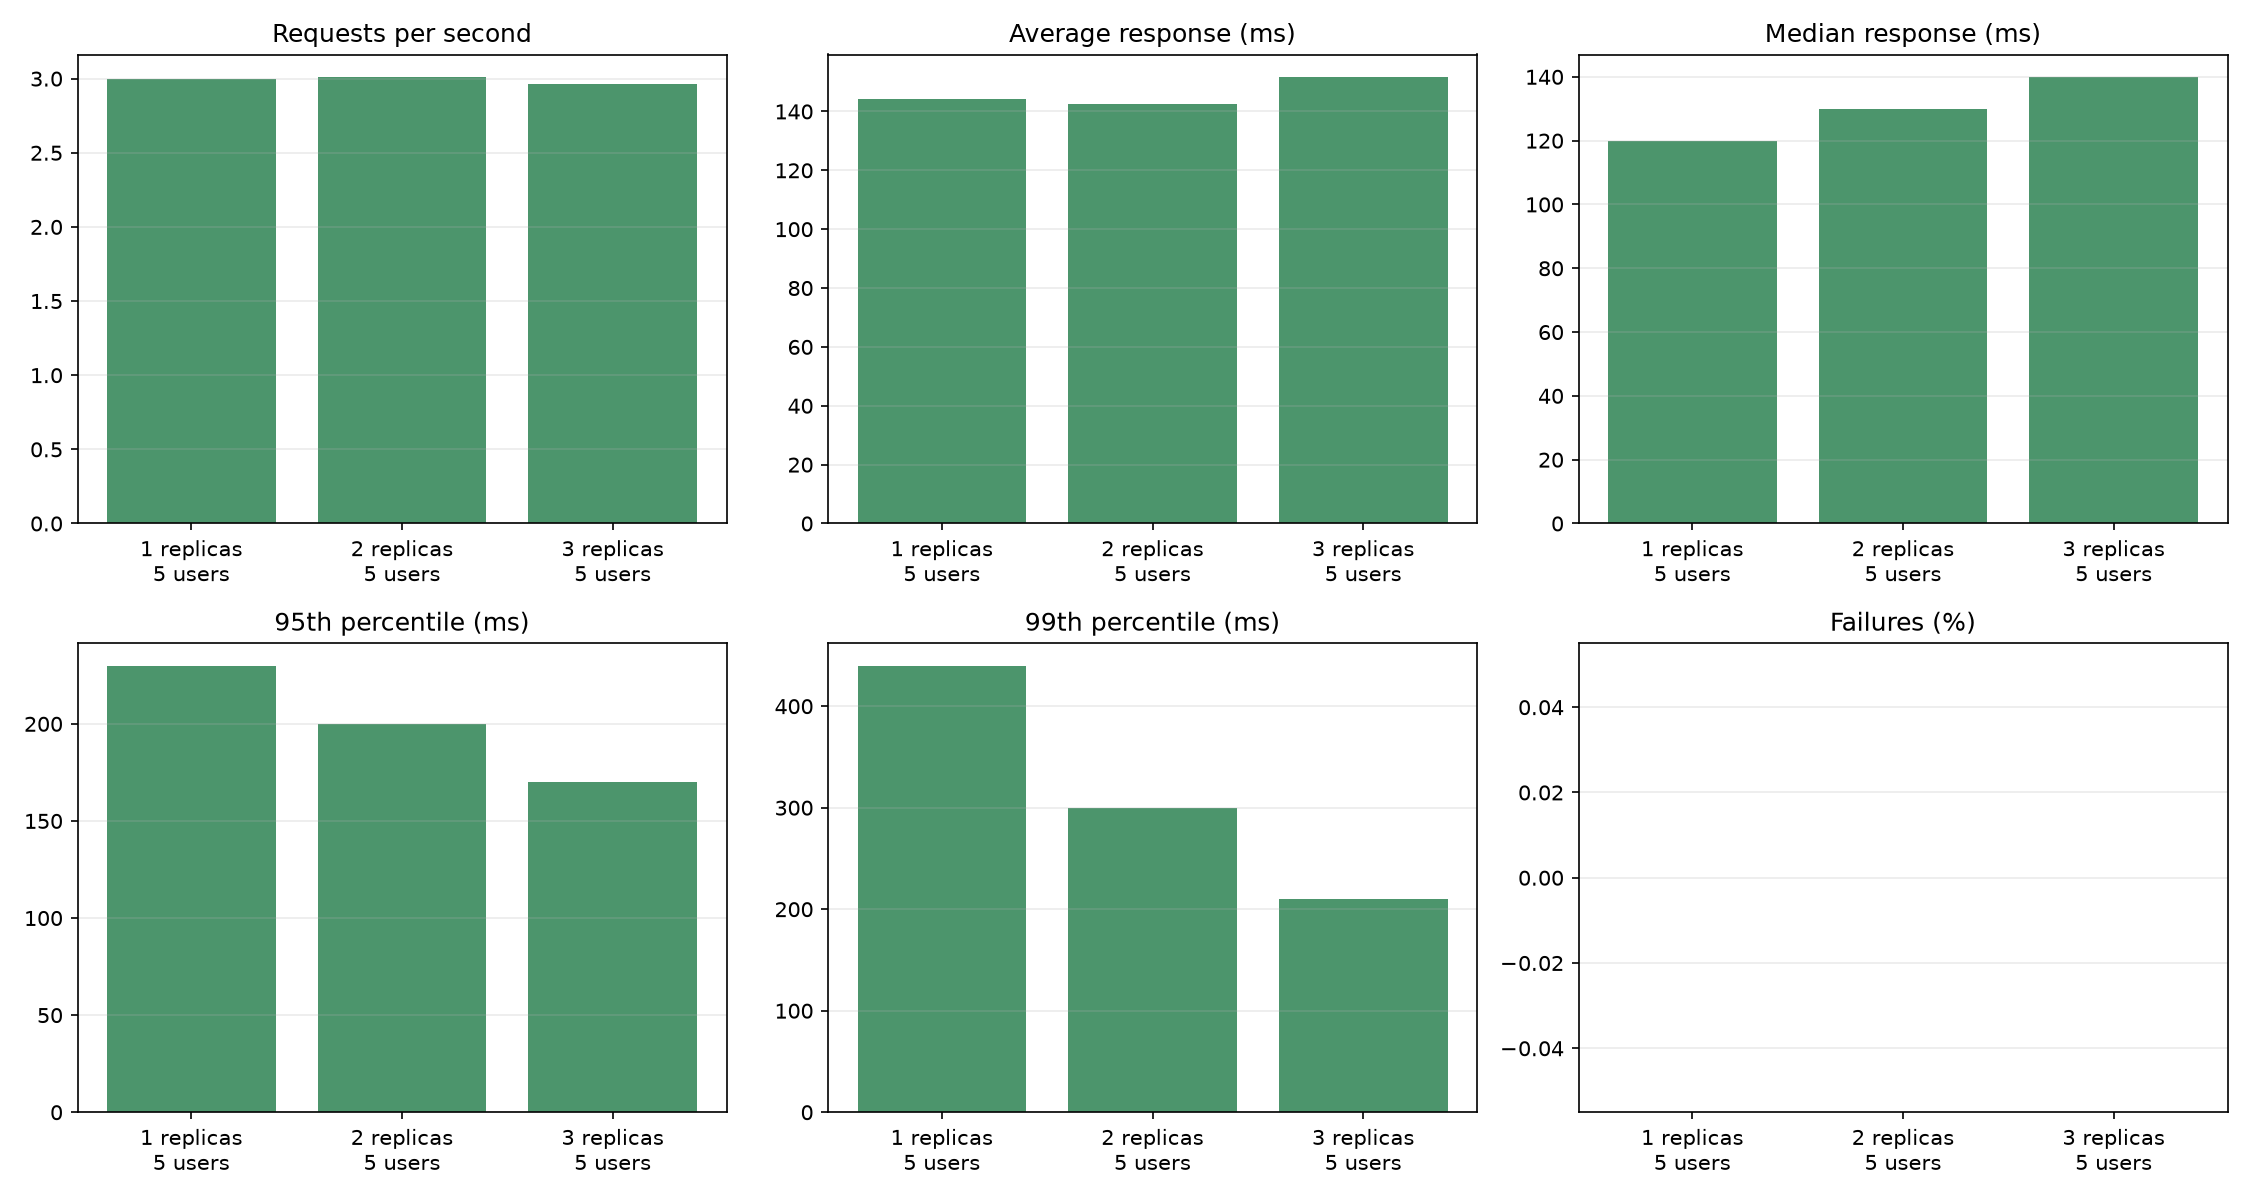 Requests per second
3.0
2.5
2.0
1.5
1.0
0.5
0.0
1 replicas
5 users
2 replicas
5 users
3 replicas
5 users
Average response (ms)
140
120
100
80
60
40
20
0
1 replicas
5 users
2 replicas
5 users
3 replicas
5 users
Median response (ms)
140
120
100
80
60
40
20
0
1 replicas
5 users
2 replicas
5 users
3 replicas
5 users
95th percentile (ms)
200
150
100
50
0
1 replicas
5 users
2 replicas
5 users
3 replicas
5 users
99th percentile (ms)
400
300
200
100
0
1 replicas
5 users
2 replicas
5 users
3 replicas
5 users
Failures (%)
0.04
0.02
0.00
−0.02
−0.04
1 replicas
5 users
2 replicas
5 users
3 replicas
5 users